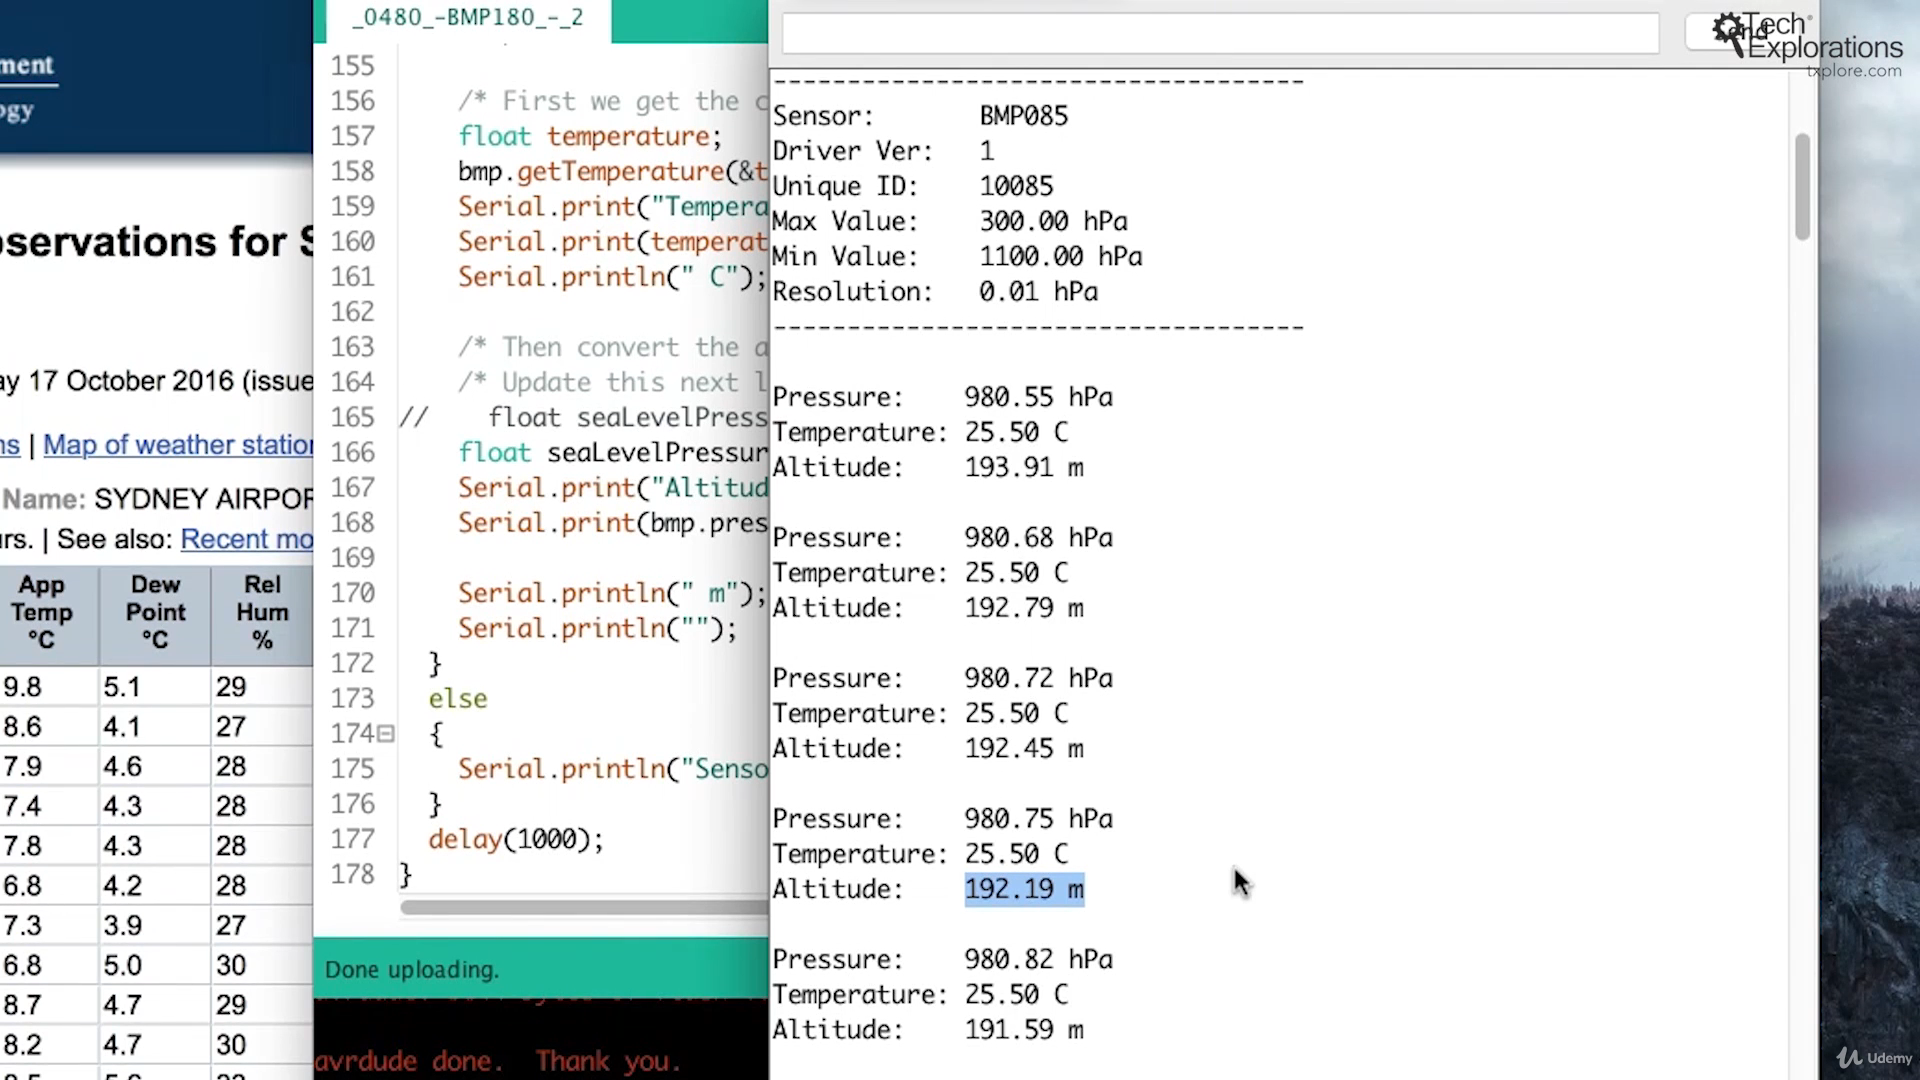 ment
ogy
servations for S
ay 17 October 2016 (issue
ns | Map of weather station
Name: SYDNEY AIRPOR
urs. | See also: Recent mo
App Temp °C
Dew Point °C
Rel Hum %
9.8 5.1 29
8.6 4.1 27
7.9 4.6 28
7.4 4.3 28
7.8 4.3 28
6.8 4.2 28
7.3 3.9 27
6.8 5.0 30
8.7 4.7 29
8.2 4.7 30
_0480_-BMP180_-_2
155
156 /* First we get the c
157 float temperature;
158 bmp.getTemperature(&t
159 Serial.print("Tempera
160 Serial.print(temperat
161 Serial.println(" C");
162
163 /* Then convert the a
164 /* Update this next l
165 // float seaLevelPress
166 float seaLevelPressur
167 Serial.print("Altitud
168 Serial.print(bmp.pres
169
170 Serial.println(" m");
171 Serial.println("");
172 }
173 else
174 {
175 Serial.println("Senso
176 }
177 delay(1000);
178 }
Done uploading.
avrdude done. Thank you.
-----------------------------------
Sensor: BMP085
Driver Ver: 1
Unique ID: 10085
Max Value: 300.00 hPa
Min Value: 1100.00 hPa
Resolution: 0.01 hPa
-----------------------------------
Pressure: 980.55 hPa
Temperature: 25.50 C
Altitude: 193.91 m
Pressure: 980.68 hPa
Temperature: 25.50 C
Altitude: 192.79 m
Pressure: 980.72 hPa
Temperature: 25.50 C
Altitude: 192.45 m
Pressure: 980.75 hPa
Temperature: 25.50 C
Altitude: 192.19 m
Pressure: 980.82 hPa
Temperature: 25.50 C
Altitude: 191.59 m
Tech
Explorations
txplore.com
Udemy